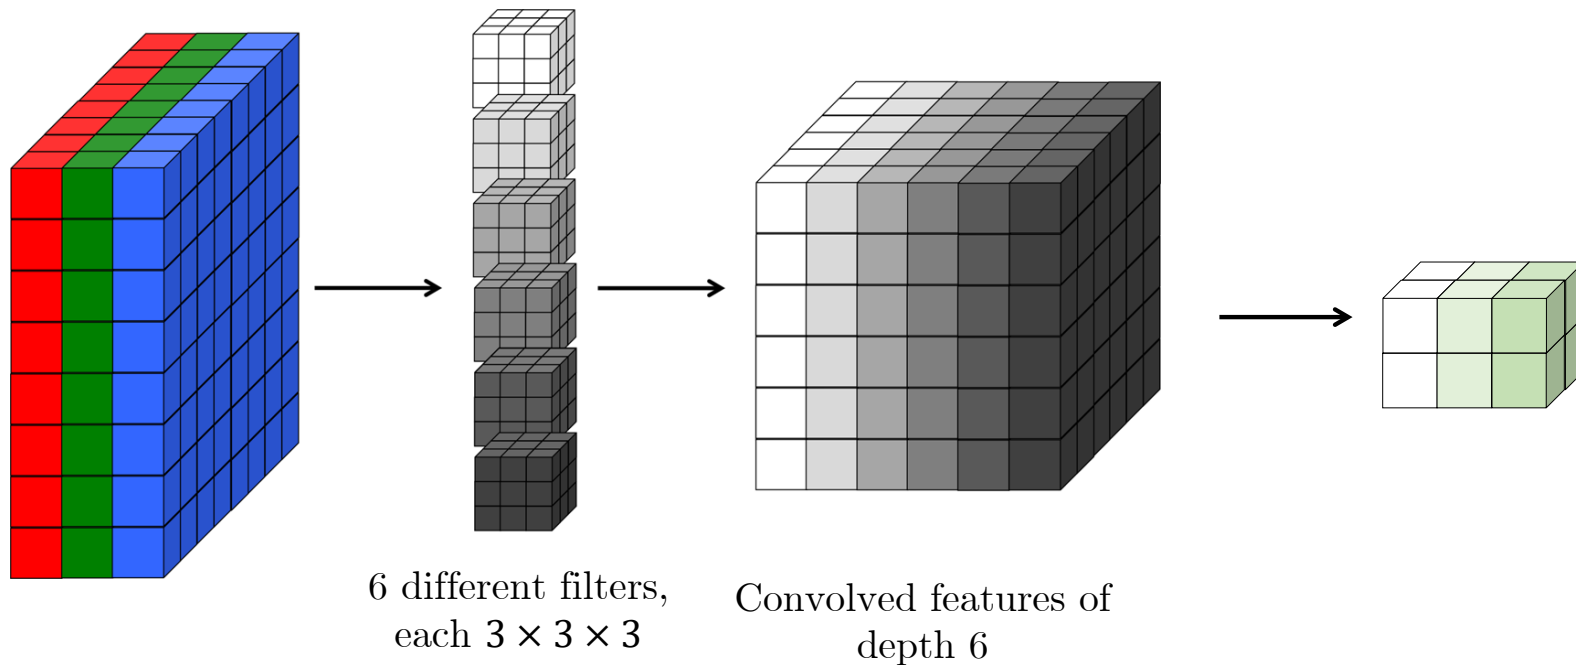 6 different filters,
each 3 × 3 × 3
Convolved features of
depth 6